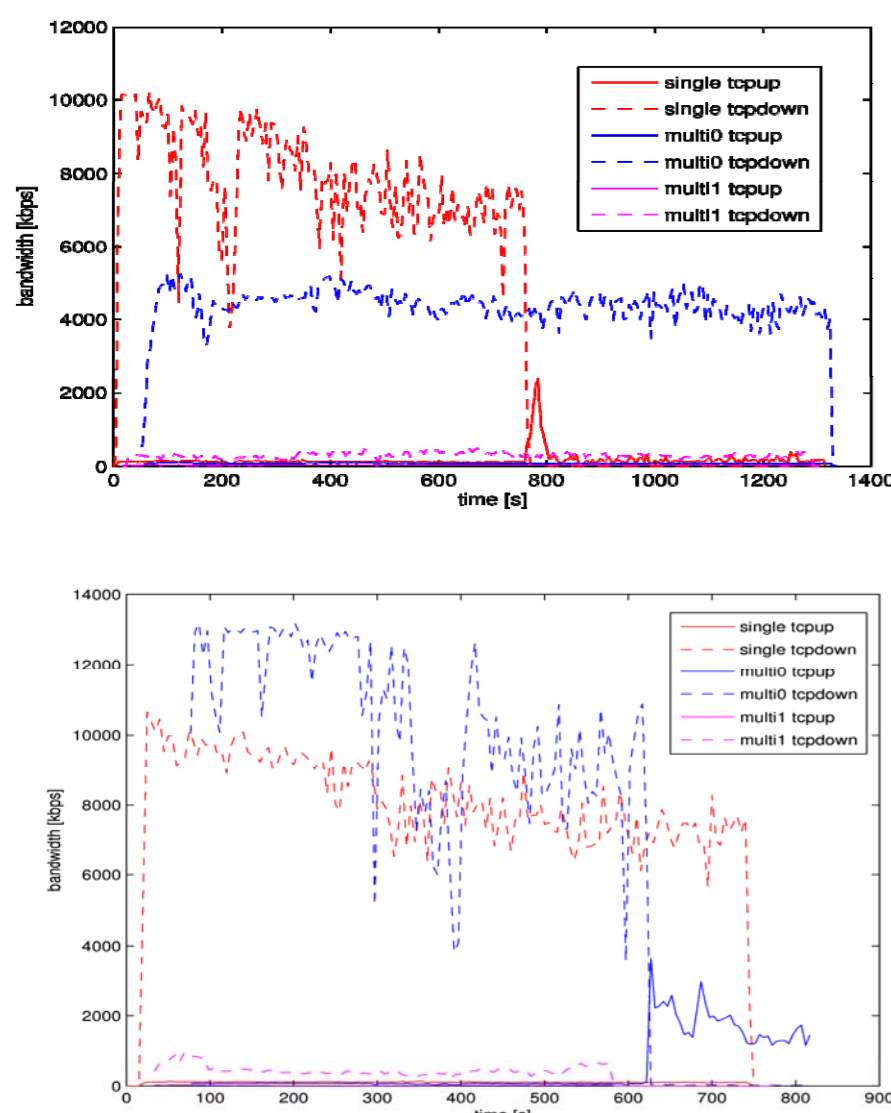 12000
10000
8000
6000
4000
2000
0
bandwidth [kbps]
single tcpup
single tcpdown
multi0 tcpup
multi0 tcpdown
multi1 tcpup
multi1 tcpdown
0 200 400 600 800 1000 1200 1400
time [s]
14000
12000
10000
8000
6000
4000
2000
0
bandwidth [kbps]
single tcpup
single tcpdown
multi0 tcpup
multi0 tcpdown
multi1 tcpup
multi1 tcpdown
0 100 200 300 400 500 600 700 800 900
time [s]